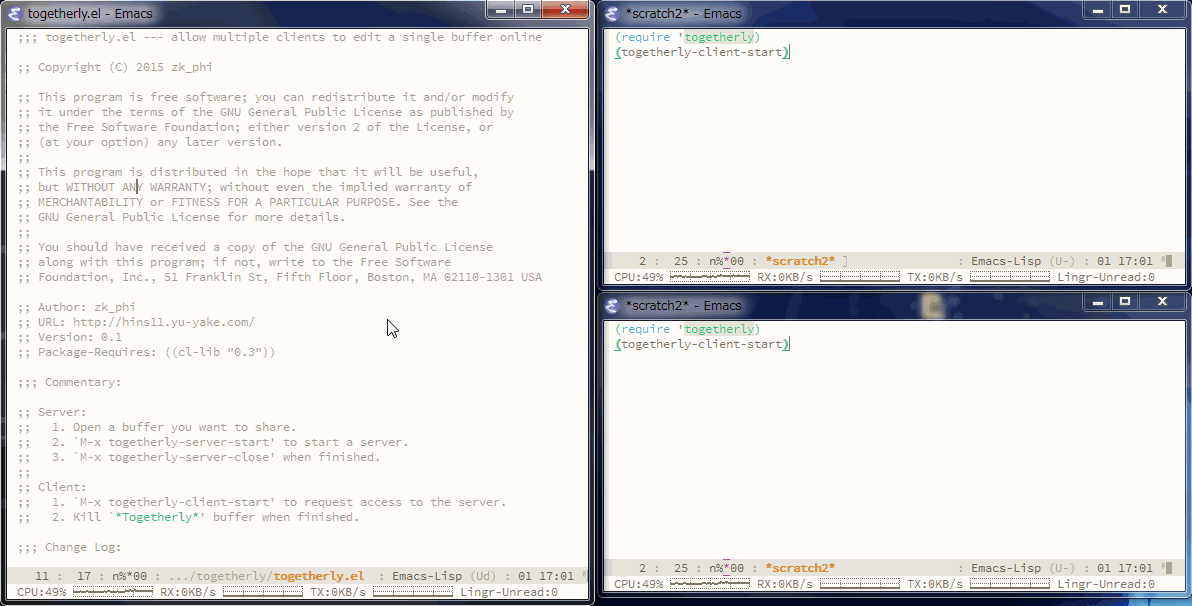 togetherly.el - Emacs
;;; togetherly.el --- allow multiple clients to edit a single buffer online
;; Copyright (C) 2015 zk_phi
;; This program is free software; you can redistribute it and/or modify
;; it under the terms of the GNU General Public License as published by
;; the Free Software Foundation; either version 2 of the License, or
;; (at your option) any later version.
;;
;; This program is distributed in the hope that it will be useful,
;; but WITHOUT ANY WARRANTY; without even the implied warranty of
;; MERCHANTABILITY or FITNESS FOR A PARTICULAR PURPOSE. See the
;; GNU General Public License for more details.
;;
;; You should have received a copy of the GNU General Public License
;; along with this program; if not, write to the Free Software
;; Foundation, Inc., 51 Franklin St, Fifth Floor, Boston, MA 02110-1301 USA
;; Author: zk_phi
;; URL: http://hins11.yu-yake.com/
;; Version: 0.1
;; Package-Requires: ((cl-lib "0.3"))
;;; Commentary:
;; Server:
;;   1. Open a buffer you want to share.
;;   2. `M-x togetherly-server-start' to start a server.
;;   3. `M-x togetherly-server-close' when finished.
;;
;; Client:
;;   1. `M-x togetherly-client-start' to request access to the server.
;;   2. Kill `*Togetherly*' buffer when finished.
;;; Change Log:
11 :  17 : n%*00 : .../togetherly/togetherly.el  : Emacs-Lisp (Ud) : 01 17:01
CPU:49% RX:0KB/s TX:0KB/s Lingr-Unread:0
*scratch2* - Emacs
(require 'togetherly)
(togetherly-client-start)
2 :  25 : n%*00 : *scratch2* ] : Emacs-Lisp (U-) : 01 17:01
CPU:49% RX:0KB/s TX:0KB/s Lingr-Unread:0
*scratch2* - Emacs
(require 'togetherly)
(togetherly-client-start)
2 :  25 : n%*00 : *scratch2* : Emacs-Lisp (U-) : 01 17:01
CPU:49% RX:0KB/s TX:0KB/s Lingr-Unread:0